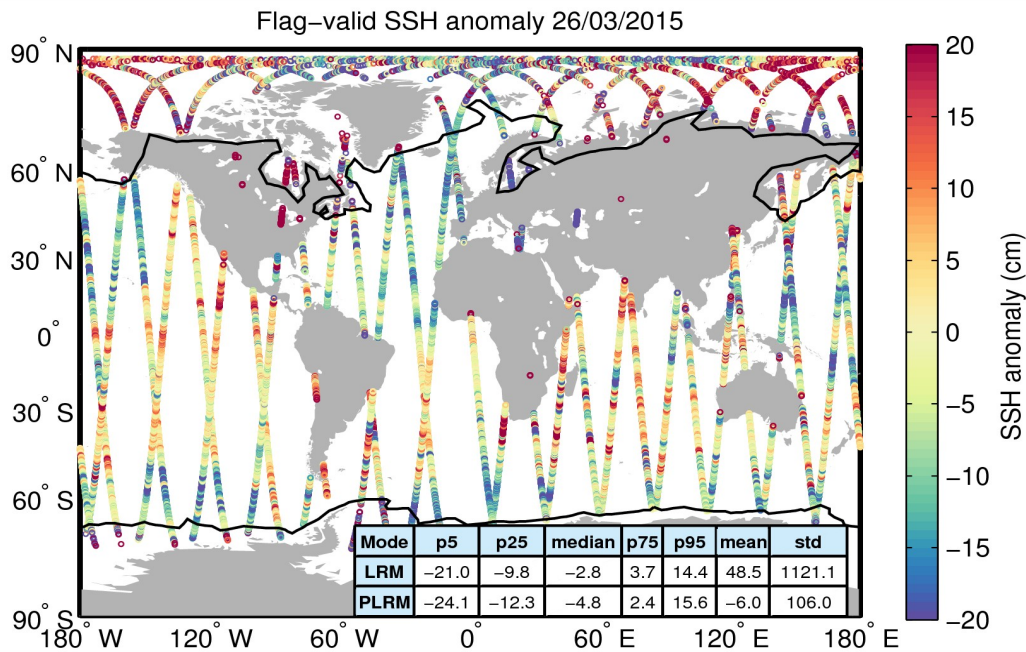 Flag−valid SSH anomaly 26/03/2015
90° N
60° N
30° N
0°
30° S
60° S
90° S
180° W 120° W 60° W 0° 60° E 120° E 180° E
Mode p5 p25 median p75 p95 mean std
LRM −21.0 −9.8 −2.8 3.7 14.4 48.5 1121.1
PLRM −24.1 −12.3 −4.8 2.4 15.6 −6.0 106.0
20
15
10
5
0
−5
−10
−15
−20
SSH anomaly (cm)